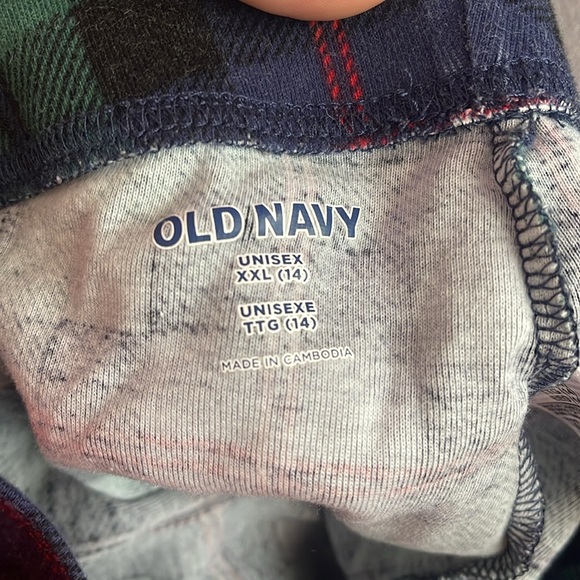 OLD NAVY
UNISEX
XXL (14)
UNISEXE
TTG (14)
MADE IN CAMBODIA